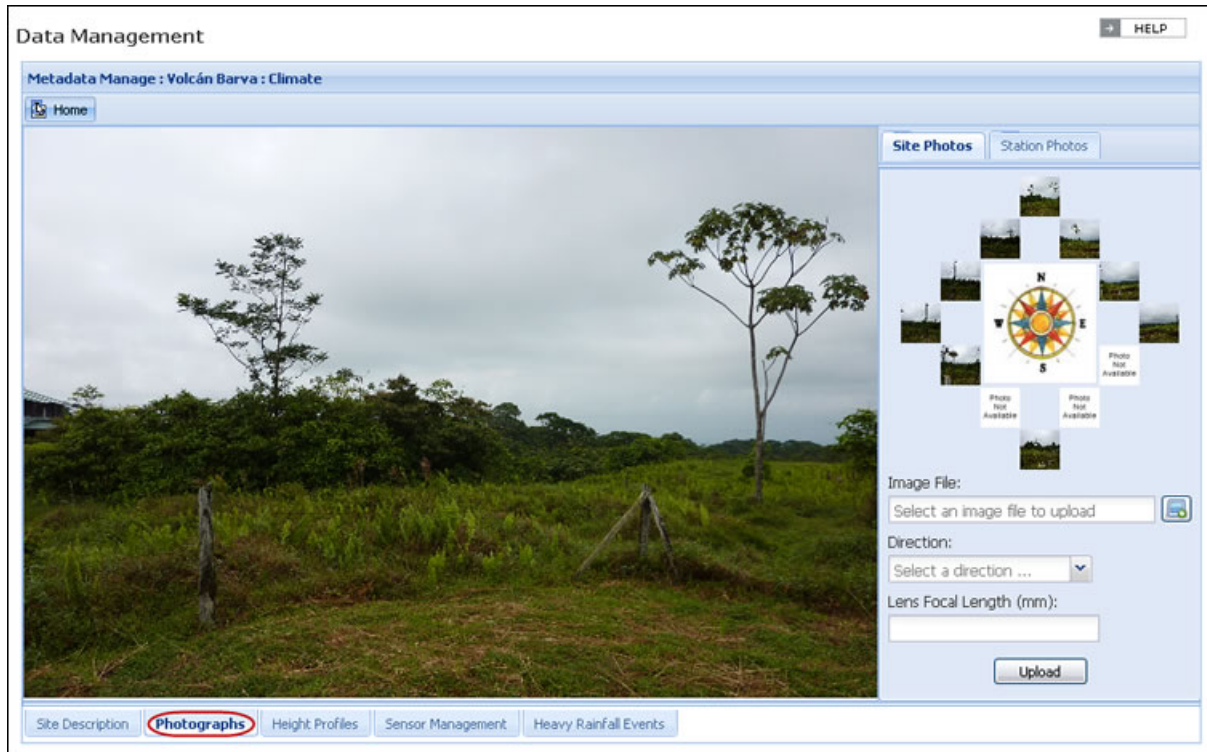 Data Management
HELP
Metadata Manage : Volcán Barva : Climate
Home
Site Photos
Station Photos
N
W
E
S
Photo
Not
Available
Photo
Not
Available
Photo
Not
Available
Image File:
Select an image file to upload
Direction:
Select a direction ...
Lens Focal Length (mm):
Upload
Site Description
Photographs
Height Profiles
Sensor Management
Heavy Rainfall Events